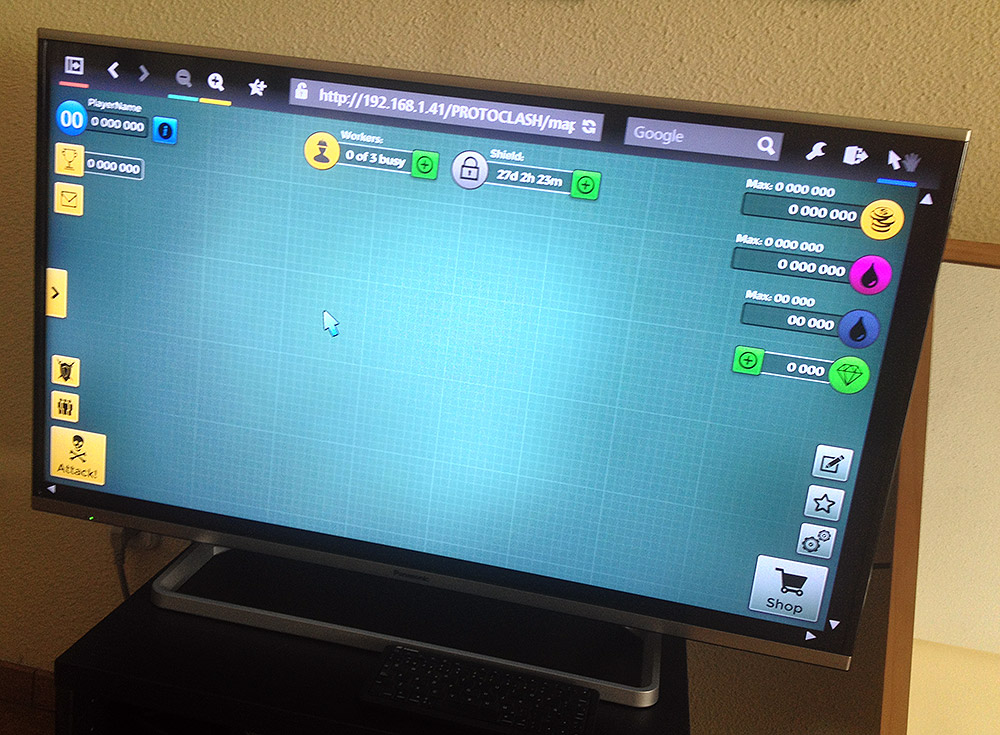 http://192.168.1.41/PROTOCLASH/map
Google
00
PlayerName
0 000 000
i
0 000 000
Workers:
0 of 3 busy
Shield:
27d 2h 23m
Max: 0 000 000
0 000 000
Max: 0 000 000
0 000 000
Max: 00 000
00 000
0 000
Attack!
Shop
Panasonic